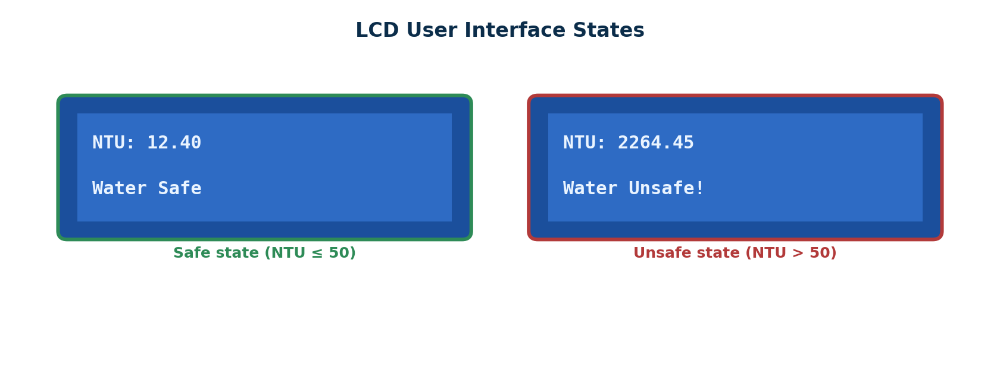 LCD User Interface States
NTU: 12.40
Water Safe
Safe state (NTU ≤ 50)
NTU: 2264.45
Water Unsafe!
Unsafe state (NTU > 50)